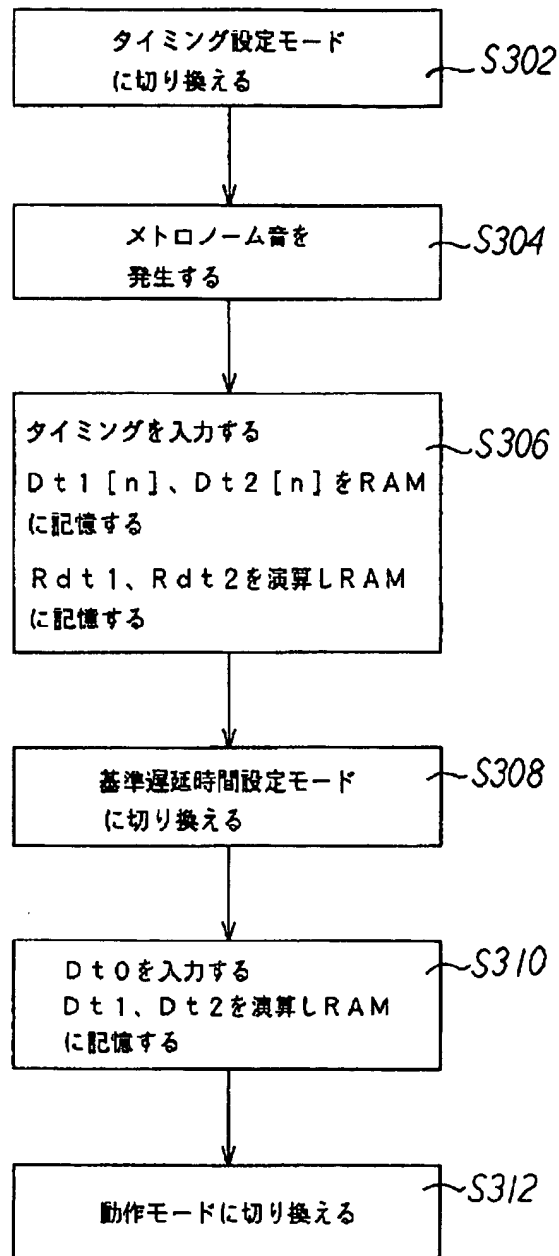 タイミング設定モード
に切り換える
S302
メトロノーム音を
発生する
S304
タイミングを入力する
Dt1[n]、Dt2[n]をRAM
に記憶する
Rdt1、Rdt2を演算しRAM
に記憶する
S306
基準遅延時間設定モード
に切り換える
S308
Dt0を入力する
Dt1、Dt2を演算しRAM
に記憶する
S310
動作モードに切り換える
S312